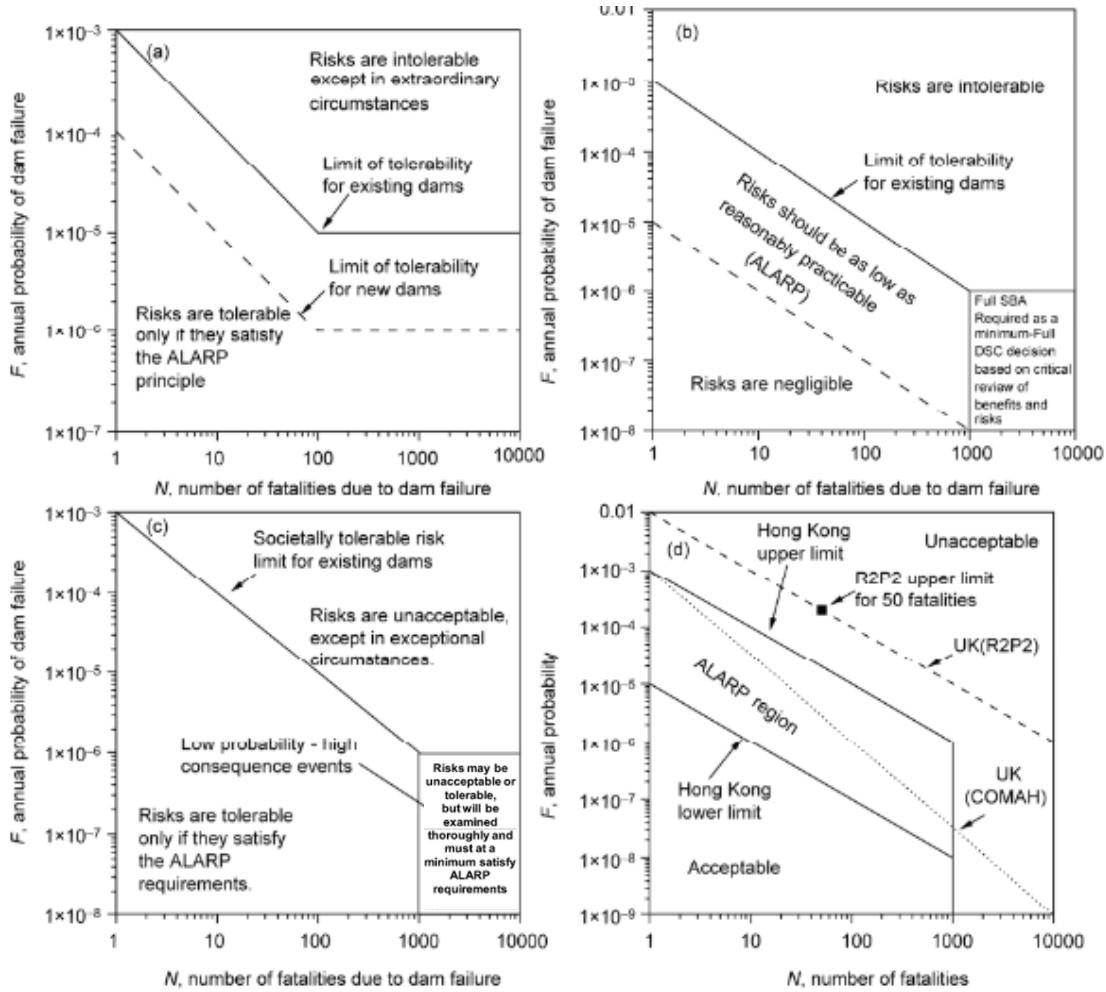 (a)
Risks are intolerable
except in extraordinary
circumstances
Limit of tolerability
for existing dams
Limit of tolerability
for new dams
Risks are tolerable
only if they satisfy
the ALARP
principle
F, annual probability of dam failure
1×10⁻³
1×10⁻⁴
1×10⁻⁵
1×10⁻⁶
1×10⁻⁷
1
10
100
1000
10000
N, number of fatalities due to dam failure
(b)
Risks are intolerable
Limit of tolerability
for existing dams
Risks should be as low as
reasonably practicable
(ALARP)
Risks are negligible
Full SBA
Required as a
minimum-Full
DSC decision
based on critical
review of
benefits and
risks
F, annual probability of dam failure
0.01
1×10⁻³
1×10⁻⁴
1×10⁻⁵
1×10⁻⁶
1×10⁻⁷
1×10⁻⁸
1
10
100
1000
10000
N, number of fatalities due to dam failure
(c)
Societally tolerable risk
limit for existing dams
Risks are unacceptable,
except in exceptional
circumstances.
Low probability - high
consequence events
Risks are tolerable
only if they satisfy
the ALARP
requirements.
Risks may be
unacceptable or
tolerable,
but will be
examined
thoroughly and
must at a
minimum satisfy
ALARP
requirements
F, annual probability of dam failure
1×10⁻³
1×10⁻⁴
1×10⁻⁵
1×10⁻⁶
1×10⁻⁷
1×10⁻⁸
1
10
100
1000
10000
N, number of fatalities due to dam failure
(d)
Hong Kong
upper limit
Unacceptable
R2P2 upper limit
for 50 fatalities
UK(R2P2)
ALARP region
Hong Kong
lower limit
UK
(COMAH)
Acceptable
F, annual probability
0.01
1×10⁻³
1×10⁻⁴
1×10⁻⁵
1×10⁻⁶
1×10⁻⁷
1×10⁻⁸
1×10⁻⁹
1
10
100
1000
10000
N, number of fatalities